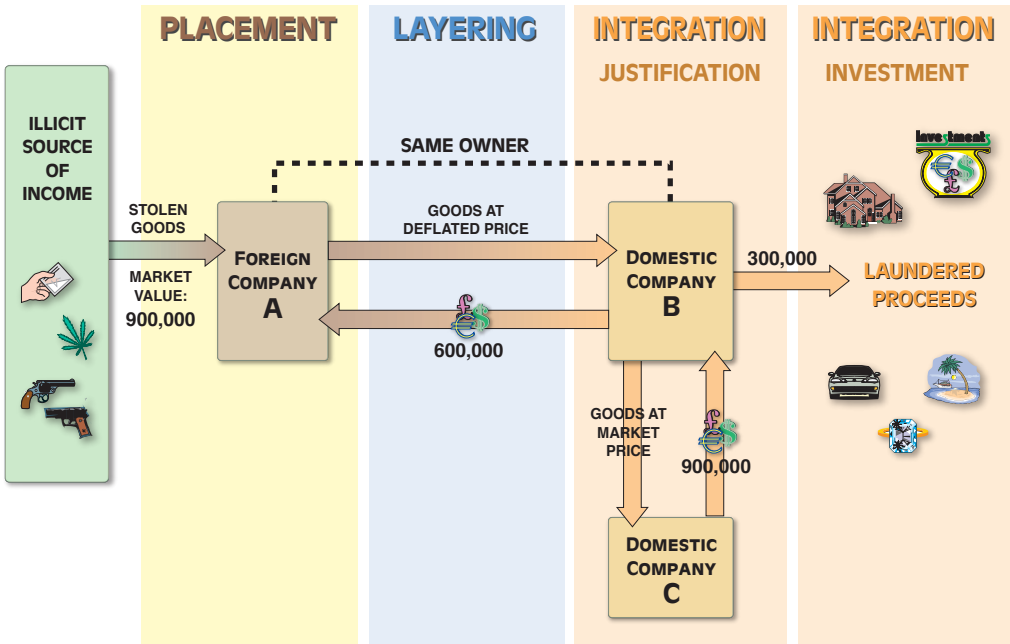 PLACEMENT
LAYERING
INTEGRATION
JUSTIFICATION
INTEGRATION
INVESTMENT
ILLICIT
SOURCE
OF
INCOME
STOLEN
GOODS
MARKET
VALUE:
900,000
SAME OWNER
FOREIGN
COMPANY
A
GOODS AT
DEFLATED PRICE
£
€$
600,000
DOMESTIC
COMPANY
B
GOODS AT
MARKET
PRICE
£
€$
900,000
DOMESTIC
COMPANY
C
300,000
Investments
€$
£
LAUNDERED
PROCEEDS